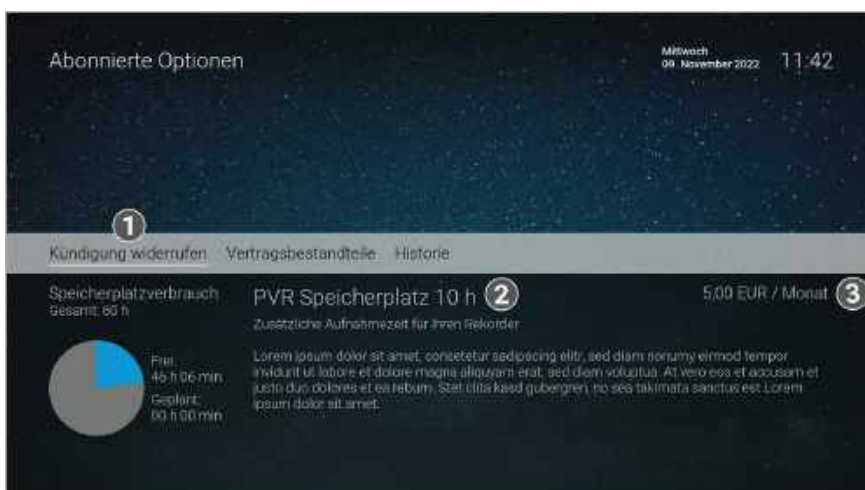 Abonnierte Optionen
Mittwoch
09. November 2022
11:42
1
Kündigung widerrufen Vertragsbestandteile Historie
Speicherplatzverbrauch
Gesamt: 60 h
PVR Speicherplatz 10 h 2
5,00 EUR / Monat 3
Zusätzliche Aufnahmezeit für Ihren Rekorder
Frei:
46 h 06 min
Geplant:
00 h 00 min
Lorem ipsum dolor sit amet, consetetur sadipscing elitr, sed diam nonumy eirmod tempor
invidunt ut labore et dolore magna aliquyam erat, sed diam voluptua. At vero eos et accusam et
justo duo dolores et ea rebum. Stet clita kasd gubergren, no sea takimata sanctus est Lorem
ipsum dolor sit amet.